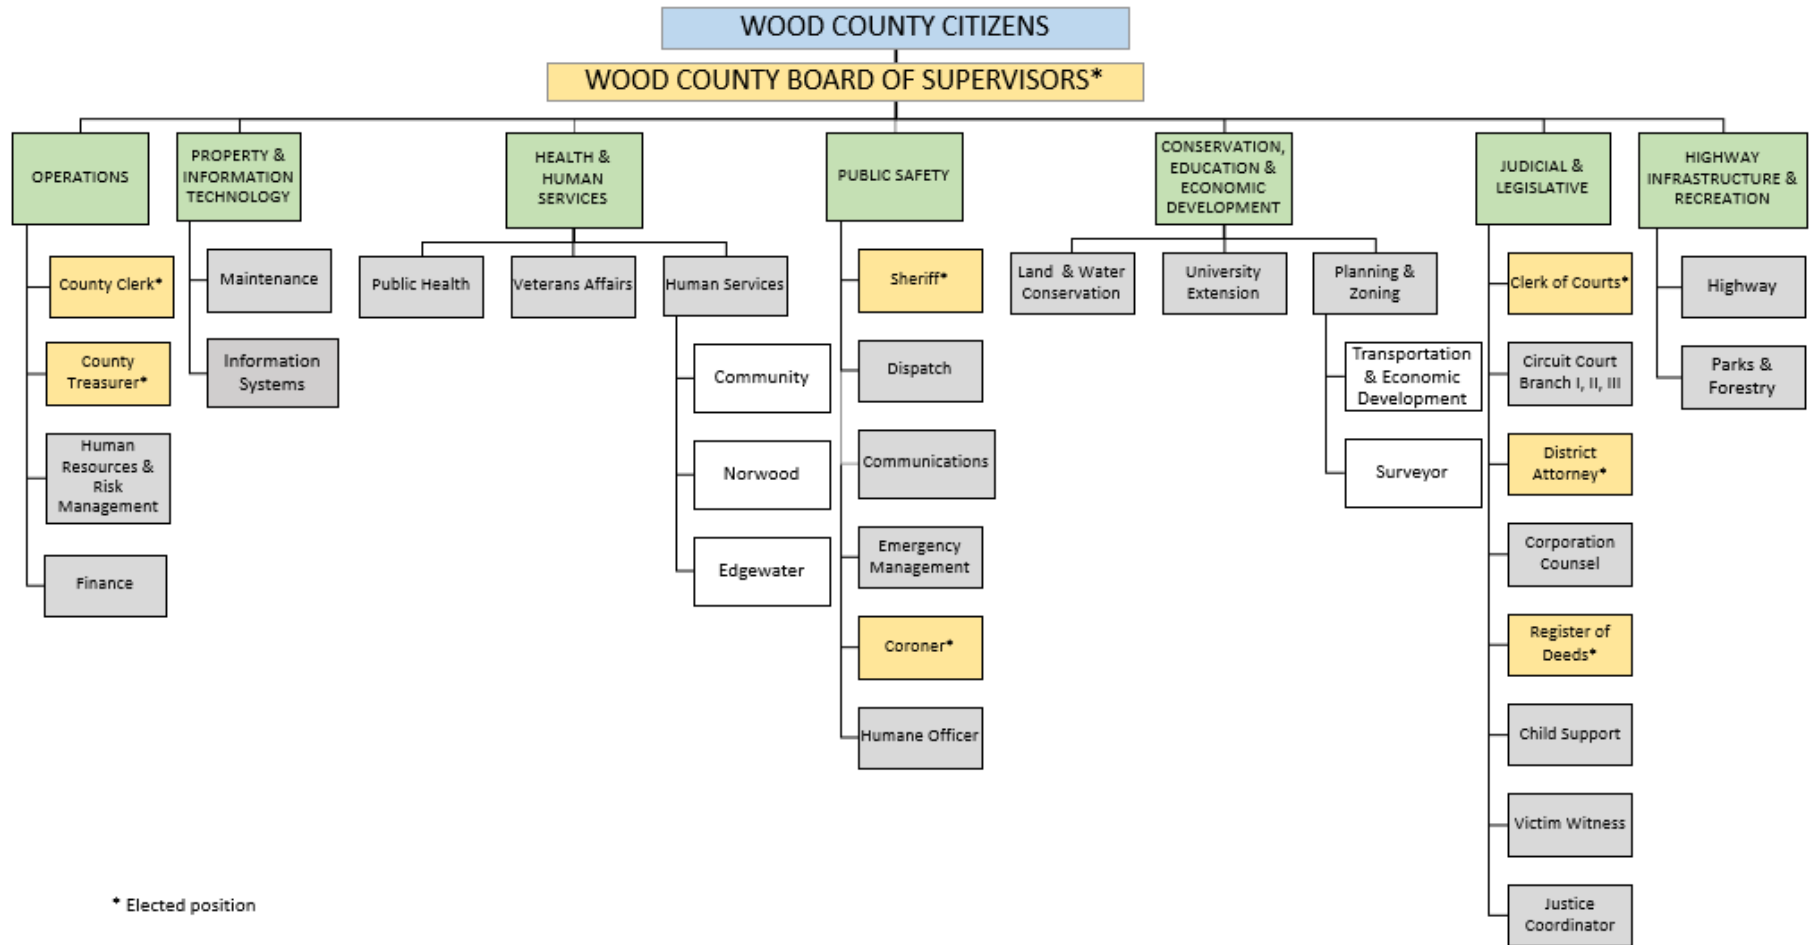 WOOD COUNTY CITIZENS
WOOD COUNTY BOARD OF SUPERVISORS*
OPERATIONS
County Clerk*
County
Treasurer*
Human
Resources &
Risk
Management
Finance
PROPERTY &
INFORMATION
TECHNOLOGY
Maintenance
Information
Systems
HEALTH &
HUMAN
SERVICES
Public Health
Veterans Affairs
Human Services
Community
Norwood
Edgewater
PUBLIC SAFETY
Sheriff*
Dispatch
Communications
Emergency
Management
Coroner*
Humane Officer
CONSERVATION,
EDUCATION &
ECONOMIC
DEVELOPMENT
Land & Water
Conservation
University
Extension
Planning &
Zoning
Transportation
& Economic
Development
Surveyor
JUDICIAL &
LEGISLATIVE
Clerk of Courts*
Circuit Court
Branch I, II, III
District
Attorney*
Corporation
Counsel
Register of
Deeds*
Child Support
Victim Witness
Justice
Coordinator
HIGHWAY
INFRASTRUCTURE &
RECREATION
Highway
Parks &
Forestry
* Elected position